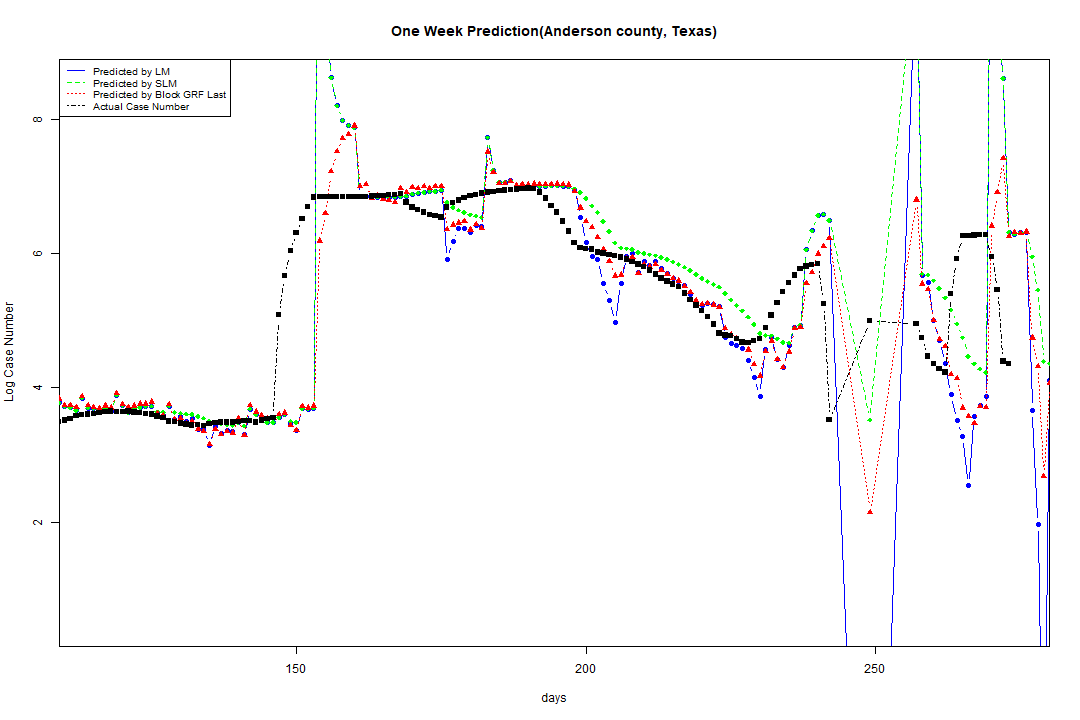 One Week Prediction(Anderson county, Texas)
Predicted by LM
Predicted by SLM
Predicted by Block GRF Last
Actual Case Number
8
6
4
2
Log Case Number
150
200
250
days